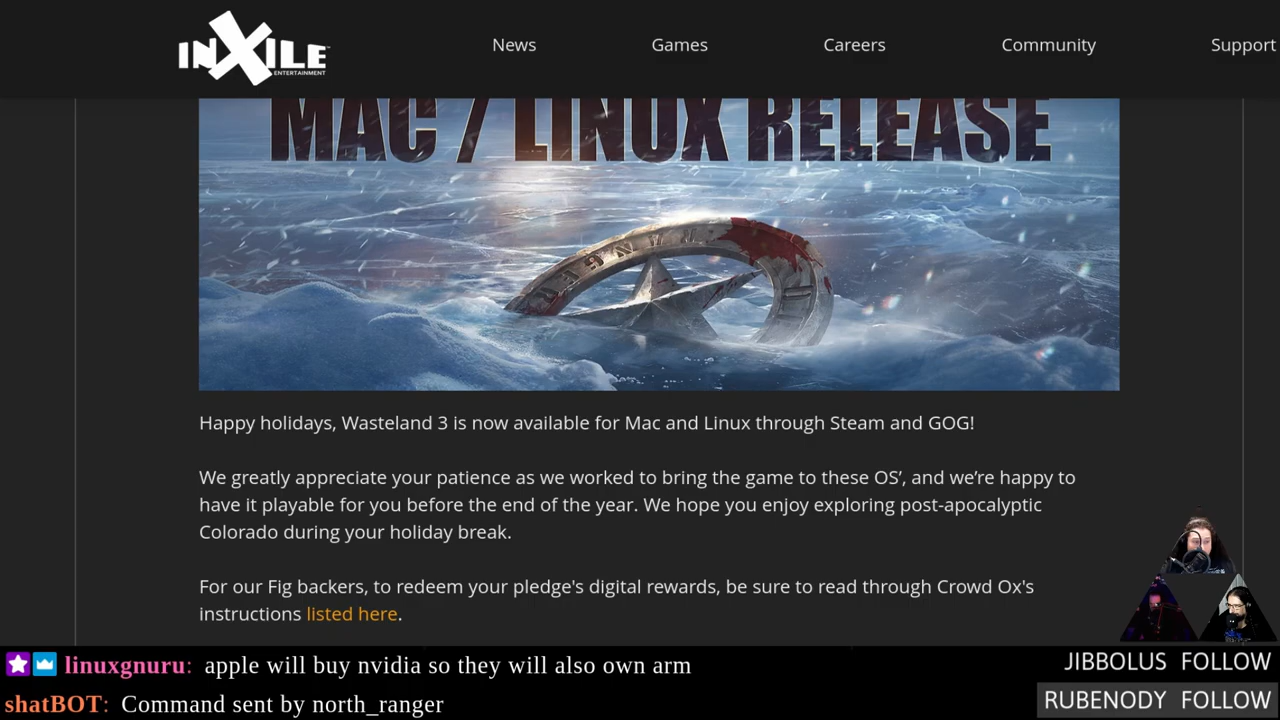 INXILE
ENTERTAINMENT
News
Games
Careers
Community
Support
MAC / LINUX RELEASE
Happy holidays, Wasteland 3 is now available for Mac and Linux through Steam and GOG!
We greatly appreciate your patience as we worked to bring the game to these OS’, and we’re happy to
have it playable for you before the end of the year. We hope you enjoy exploring post-apocalyptic
Colorado during your holiday break.
For our Fig backers, to redeem your pledge's digital rewards, be sure to read through Crowd Ox's
instructions listed here.
linuxgnuru: apple will buy nvidia so they will also own arm
shatBOT: Command sent by north_ranger
JIBBOLUS FOLLOW
RUBENODY FOLLOW